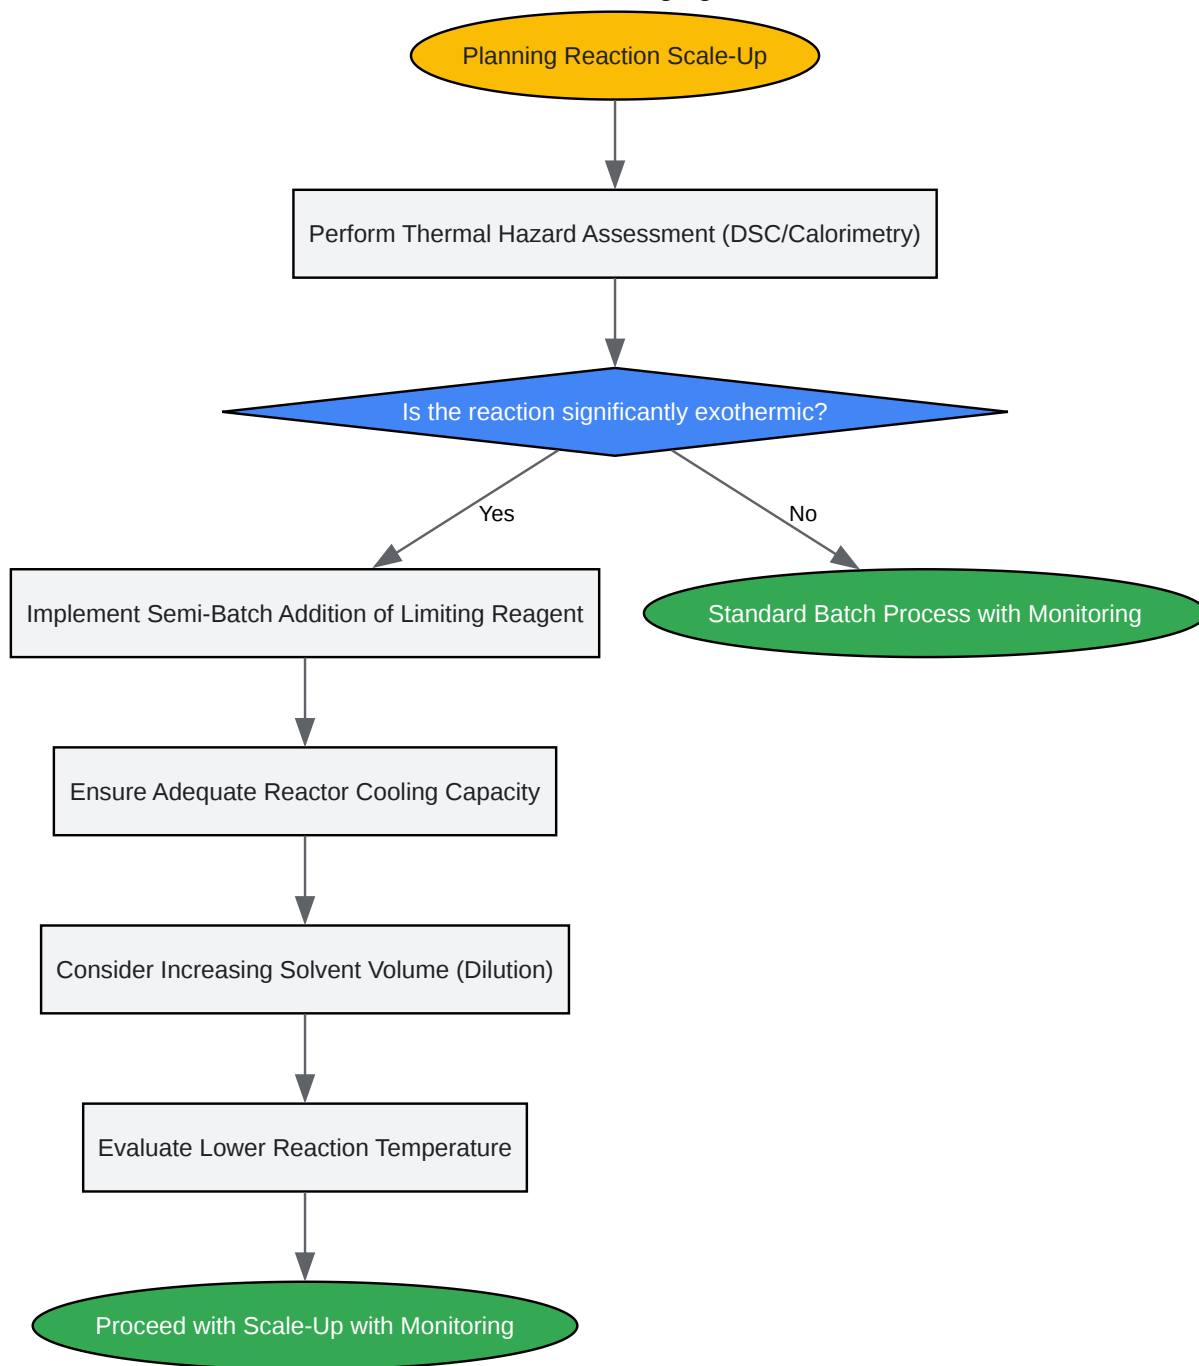 Planning Reaction Scale-Up
Perform Thermal Hazard Assessment (DSC/Calorimetry)
Is the reaction significantly exothermic?
Yes
No
Implement Semi-Batch Addition of Limiting Reagent
Standard Batch Process with Monitoring
Ensure Adequate Reactor Cooling Capacity
Consider Increasing Solvent Volume (Dilution)
Evaluate Lower Reaction Temperature
Proceed with Scale-Up with Monitoring